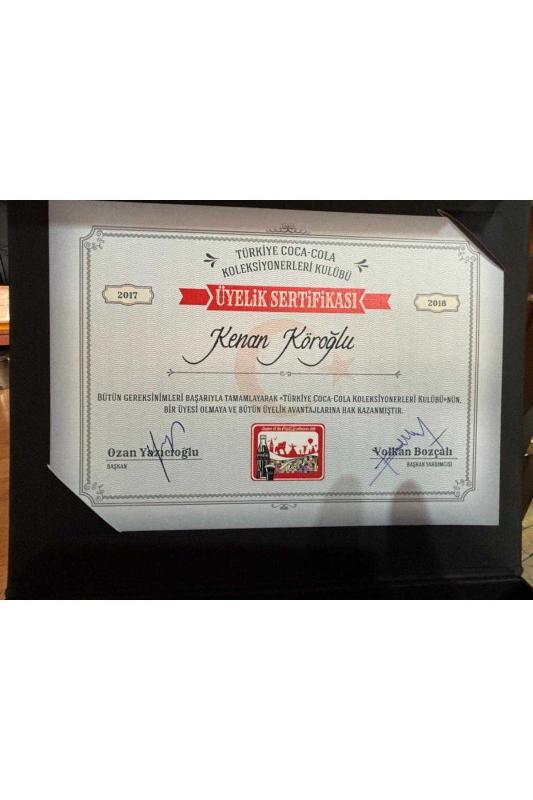 TÜRKİYE COCA-COLA
KOLEKSİYONERLERİ KULÜBÜ
2017
ÜYELİK SERTİFİKASI
2018
Kenan Köroğlu
BÜTÜN GEREKSİNİMLERİ BAŞARIYLA TAMAMLAYARAK «TÜRKİYE COCA-COLA KOLEKSİYONERLERİ KULÜBÜ»NÜN,
BİR ÜYESİ OLMAYA VE BÜTÜN ÜYELİK AVANTAJLARINA HAK KAZANMIŞTIR.
Ozan Yazıcıoğlu
BAŞKAN
Volkan Bozçalı
BAŞKAN YARDIMCISI